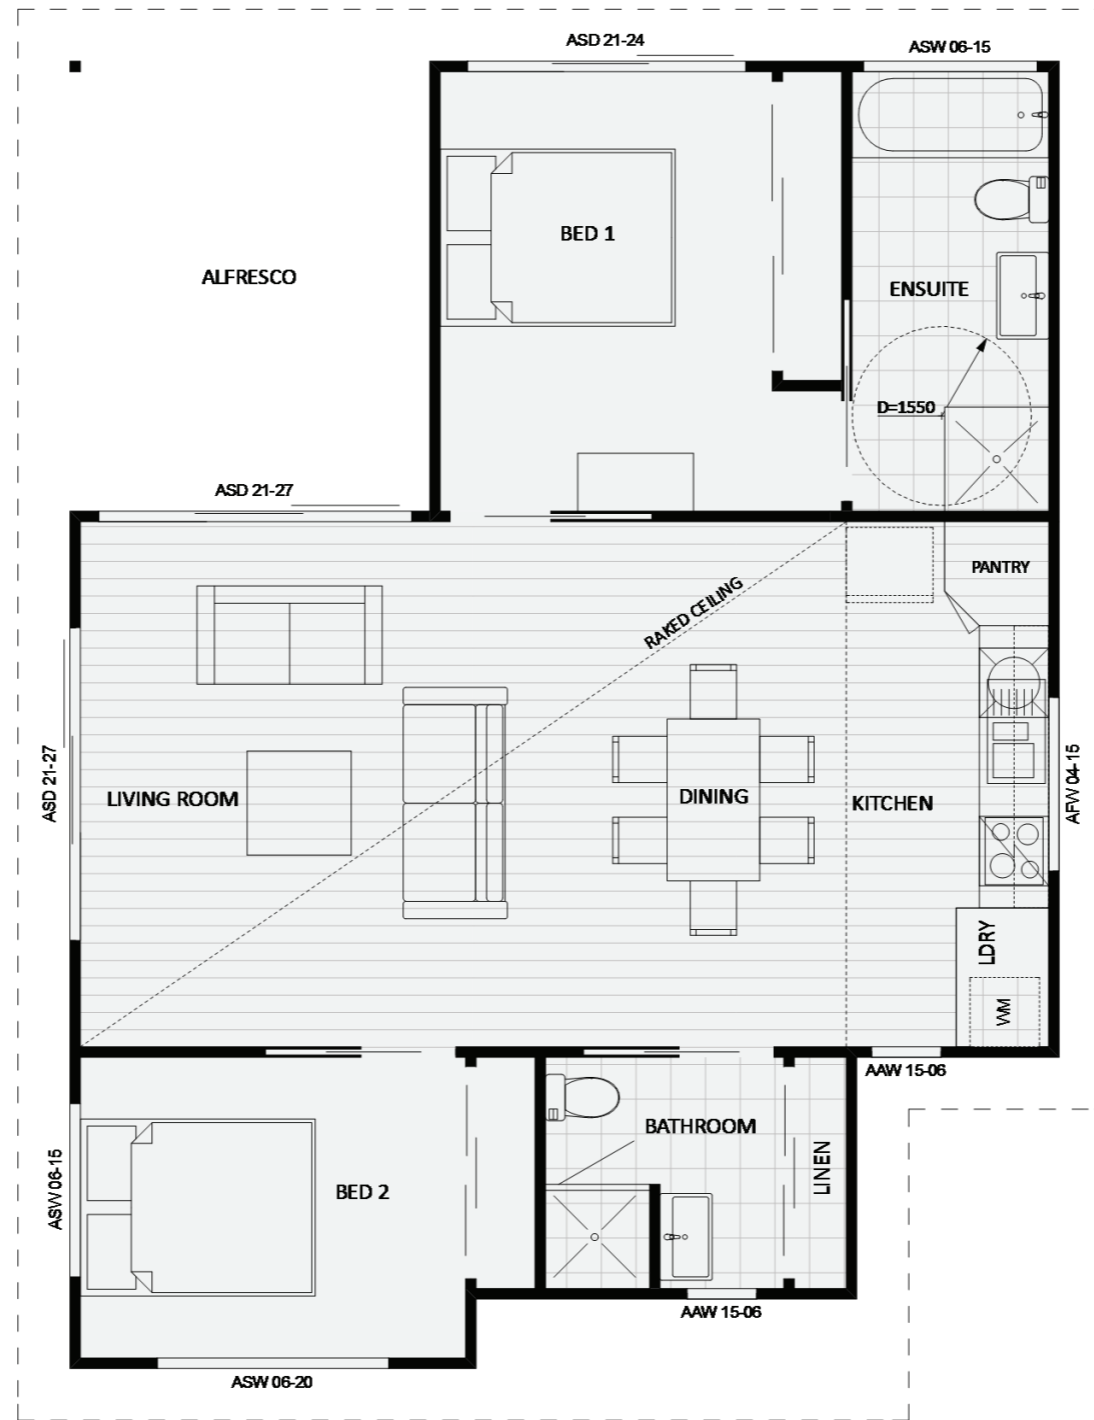 ASD 21-24
ASW 06-15
BED 1
ALFRESCO
ENSUITE
D=1550
ASD 21-27
PANTRY
RAKED CEILING
ASD 21-27
LIVING ROOM
DINING
KITCHEN
AFW 04-15
LDRY
WM
AAW 15-06
BATHROOM
LINEN
ASW 06-15
BED 2
AAW 15-06
ASW 06-20